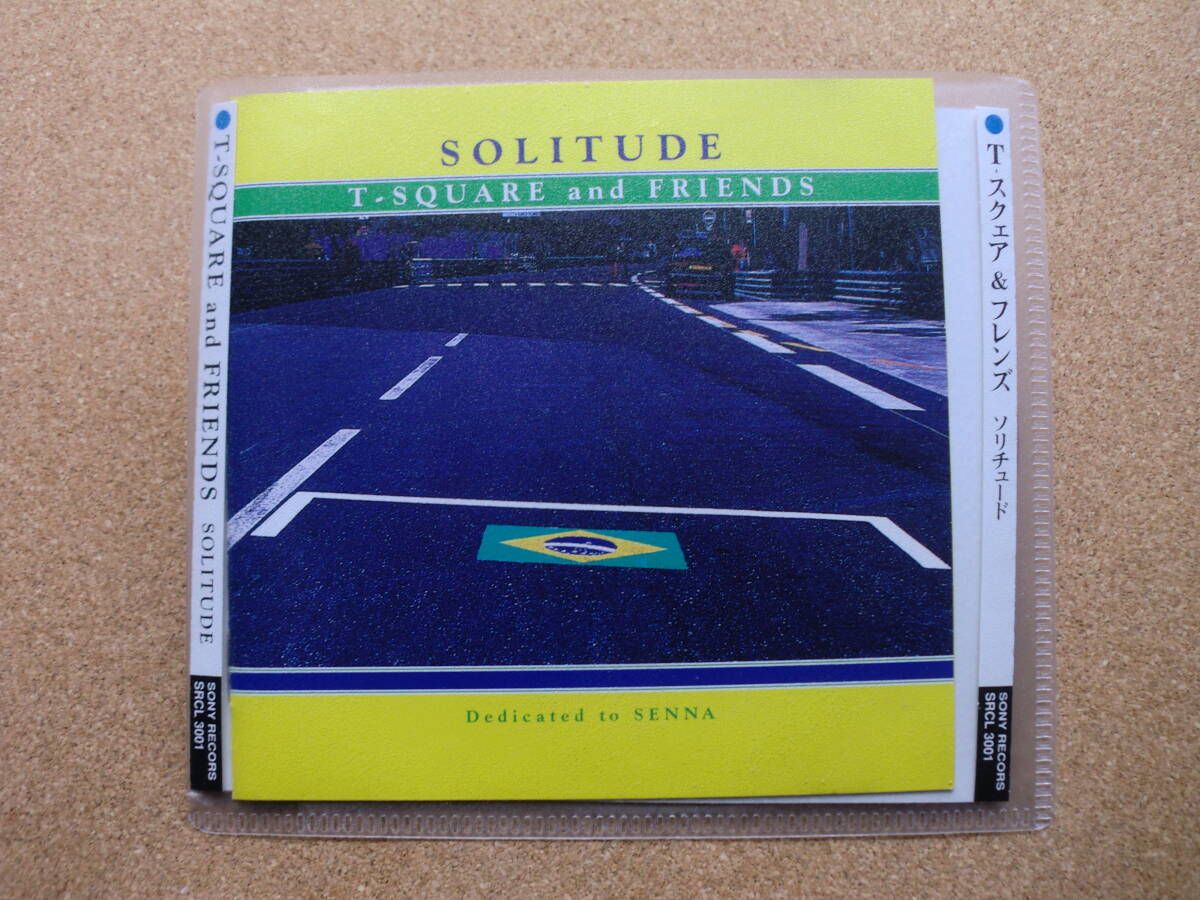 SOLITUDE
T-SQUARE and FRIENDS
Dedicated to SENNA
T-SQUARE and FRIENDS SOLITUDE
SONY RECORS
SRCL 3001
T-スクェア & フレンズ ソリチュード
SONY RECORS
SRCL 3001